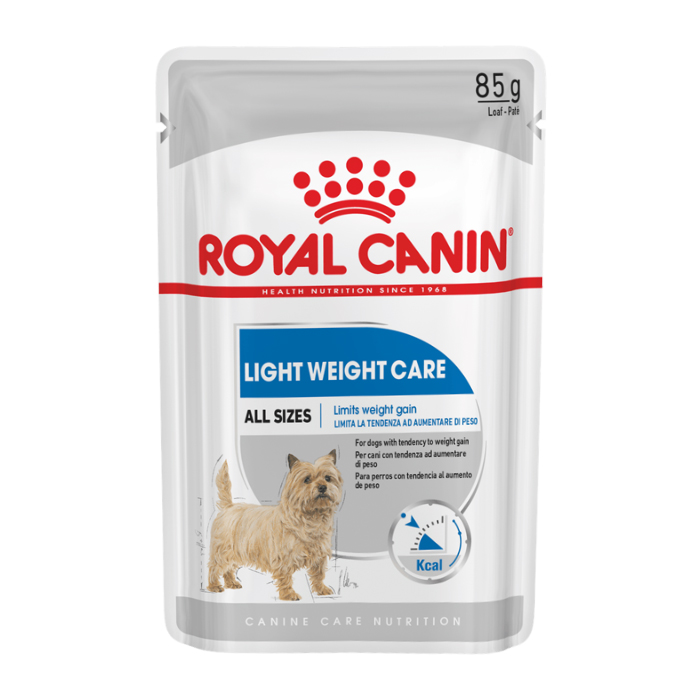 85g
Loaf - Paté
ROYAL CANIN®
HEALTH NUTRITION SINCE 1968
LIGHT WEIGHT CARE
ALL SIZES
Limits weight gain
LIMITA LA TENDENZA AD AUMENTARE DI PESO
For dogs with tendency to weight gain
Per cani con tendenza ad aumentare
di peso
Para perros con tendencia al aumento
de peso
Kcal
CANINE CARE NUTRITION